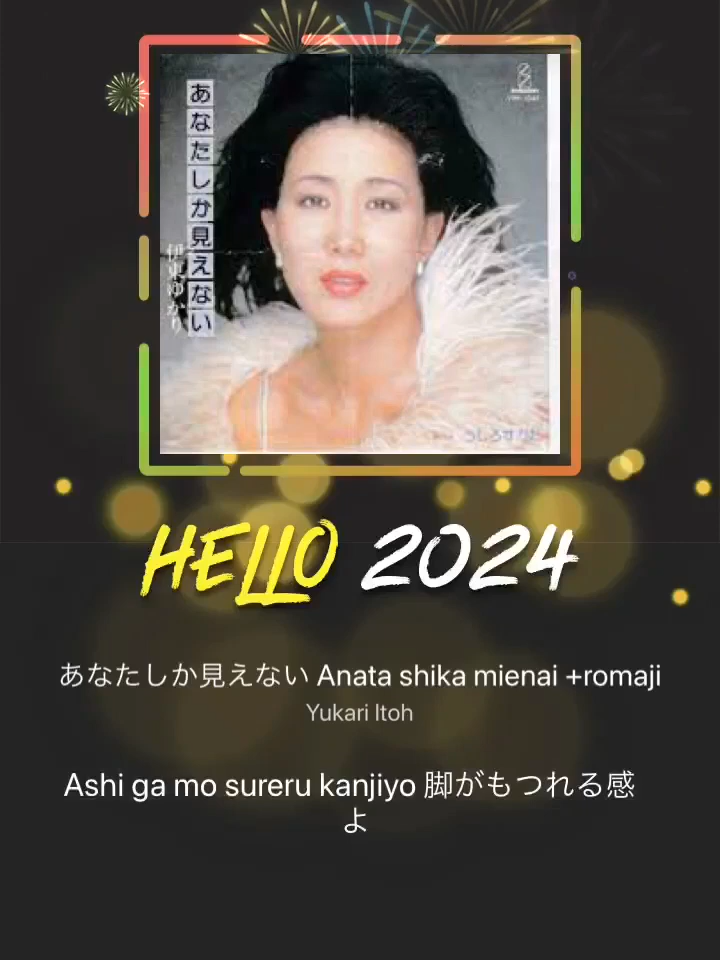 あなたしか見えない
伊東ゆかり
HELLO 2024
あなたしか見えない Anata shika mienai +romaji
Yukari Itoh
Ashi ga mo sureru kanjiyo 脚がもつれる感
よ